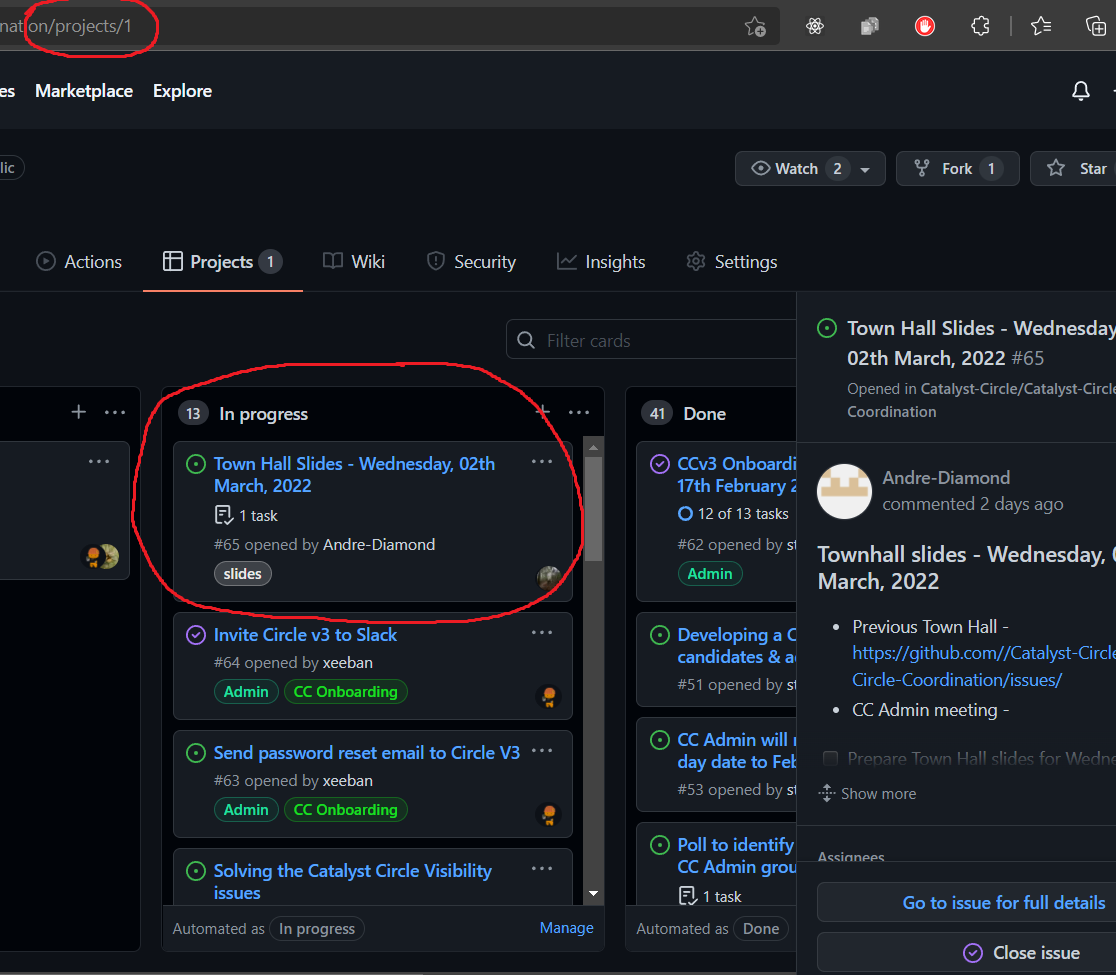 nation/projects/1
es Marketplace Explore
lic
Watch 2
Fork 1
Star
Actions
Projects 1
Wiki
Security
Insights
Settings
Filter cards
13 In progress
Town Hall Slides - Wednesday, 02th
March, 2022
1 task
#65 opened by Andre-Diamond
slides
Invite Circle v3 to Slack
#64 opened by xeeban
Admin CC Onboarding
Send password reset email to Circle V3
#63 opened by xeeban
Admin CC Onboarding
Solving the Catalyst Circle Visibility
issues
Automated as In progress
Manage
41 Done
CCv3 Onboardi
17th February 2
12 of 13 tasks
#62 opened by st
Admin
Developing a C
candidates & a
#51 opened by st
CC Admin will
day date to Feb
#53 opened by st
Poll to identify
CC Admin grou
1 task
Automated as Done
Town Hall Slides - Wednesday
02th March, 2022 #65
Opened in Catalyst-Circle/Catalyst-Circle
Coordination
Andre-Diamond
commented 2 days ago
Townhall slides - Wednesday, 0
March, 2022
Previous Town Hall -
https://github.com//Catalyst-Circle
Circle-Coordination/issues/
CC Admin meeting -
Prepare Town Hall slides for Wedne
Show more
Assignees
Go to issue for full details
Close issue